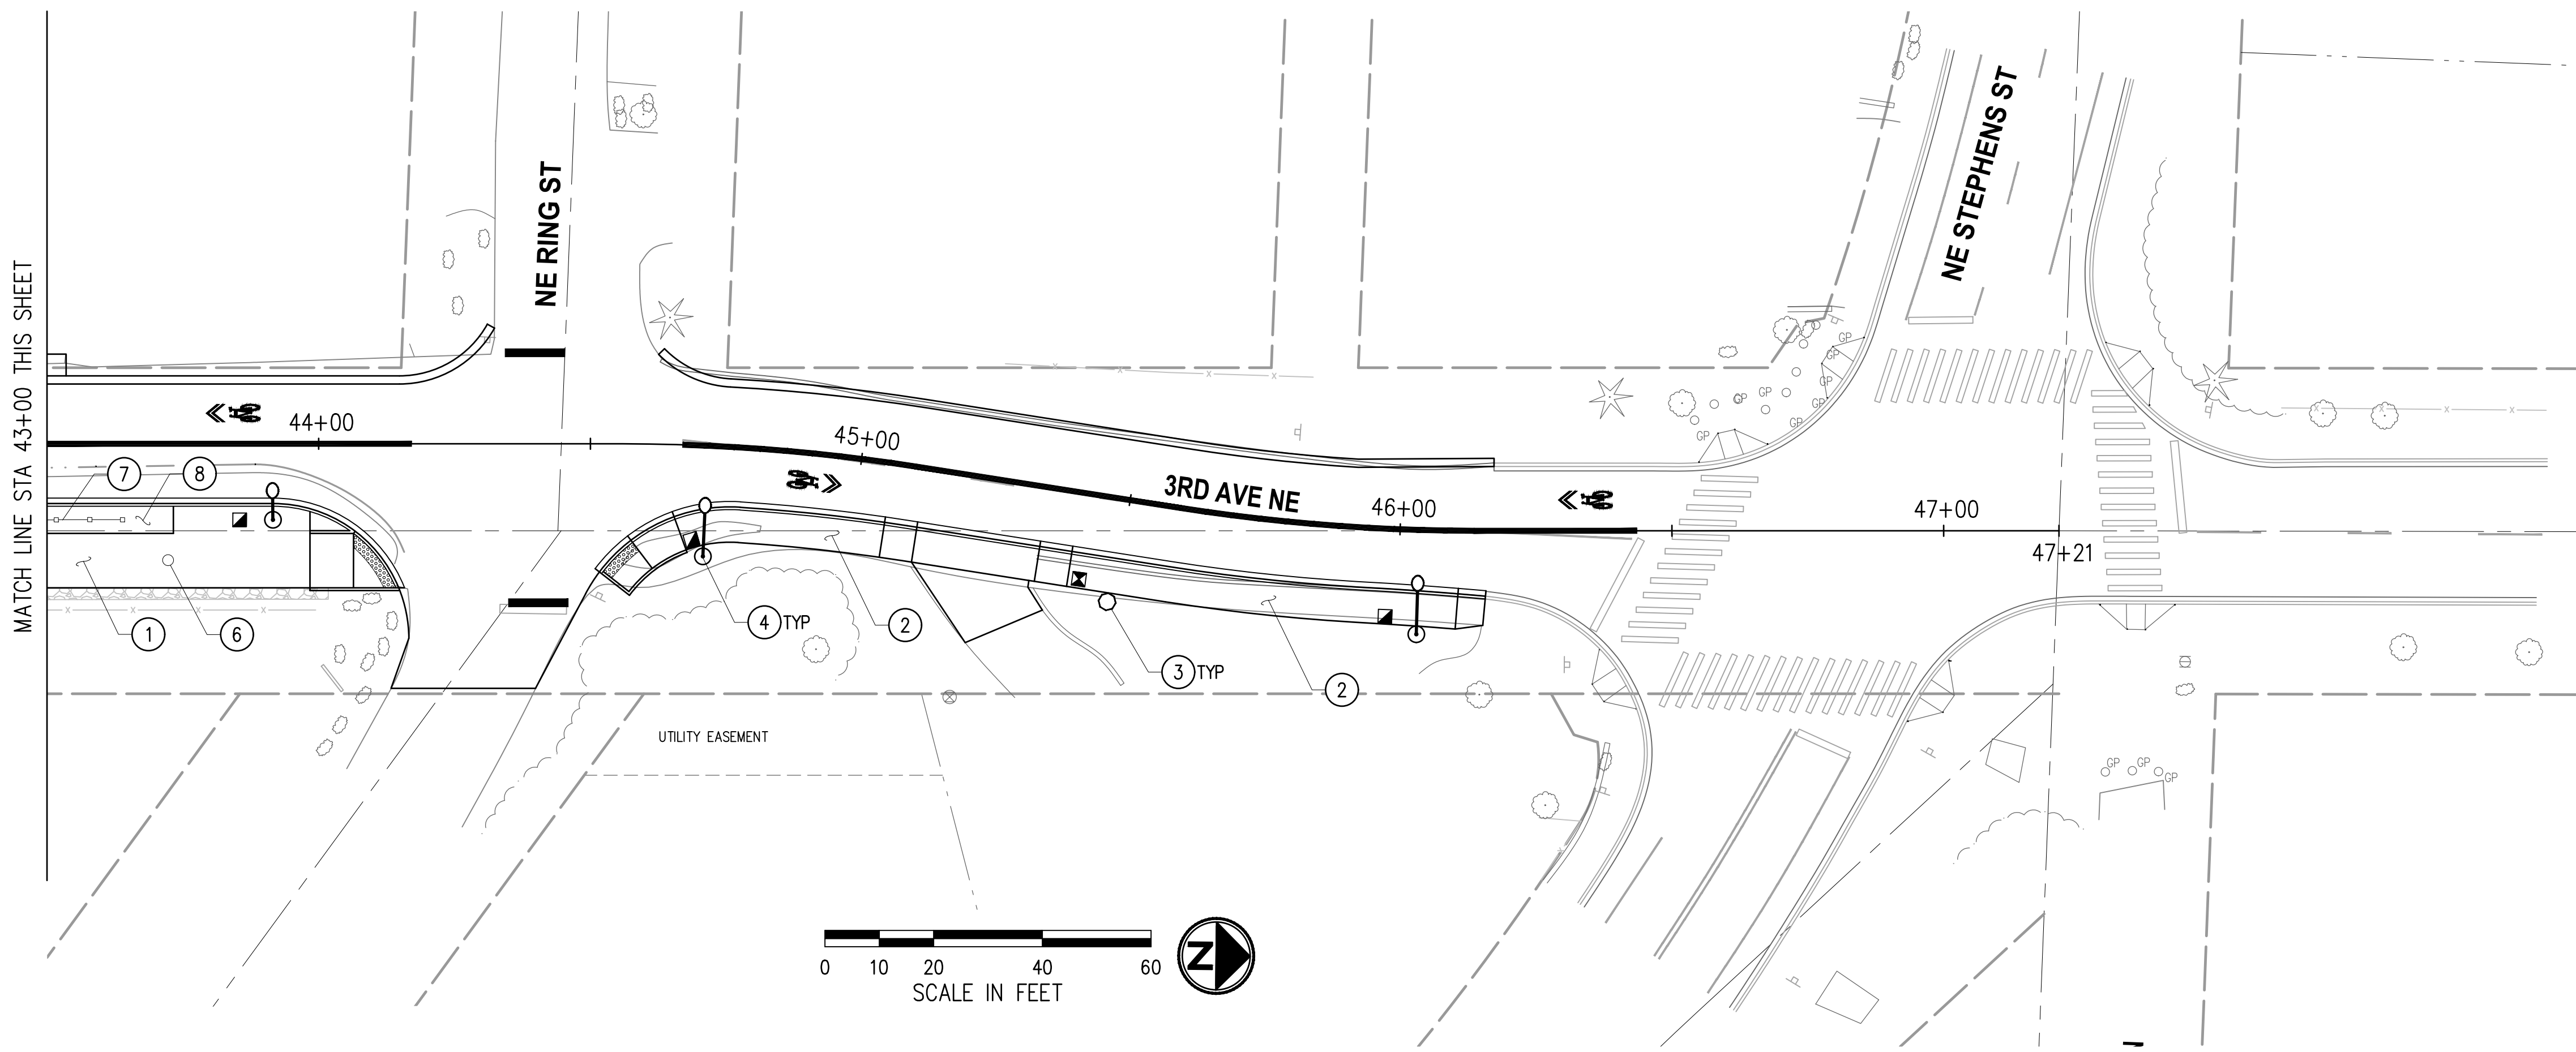 MATCH LINE STA 43+00 THIS SHEET
NE RING ST
NE STEPHENS ST
GP
GP
GP
GP
GP
GP
GP
GP
44+00
45+00
3RD AVE NE
46+00
47+00
47+21
7
8
1
6
4 TYP
2
3 TYP
2
UTILITY EASEMENT
GP
GP
GP
0 10 20 40 60
SCALE IN FEET
N